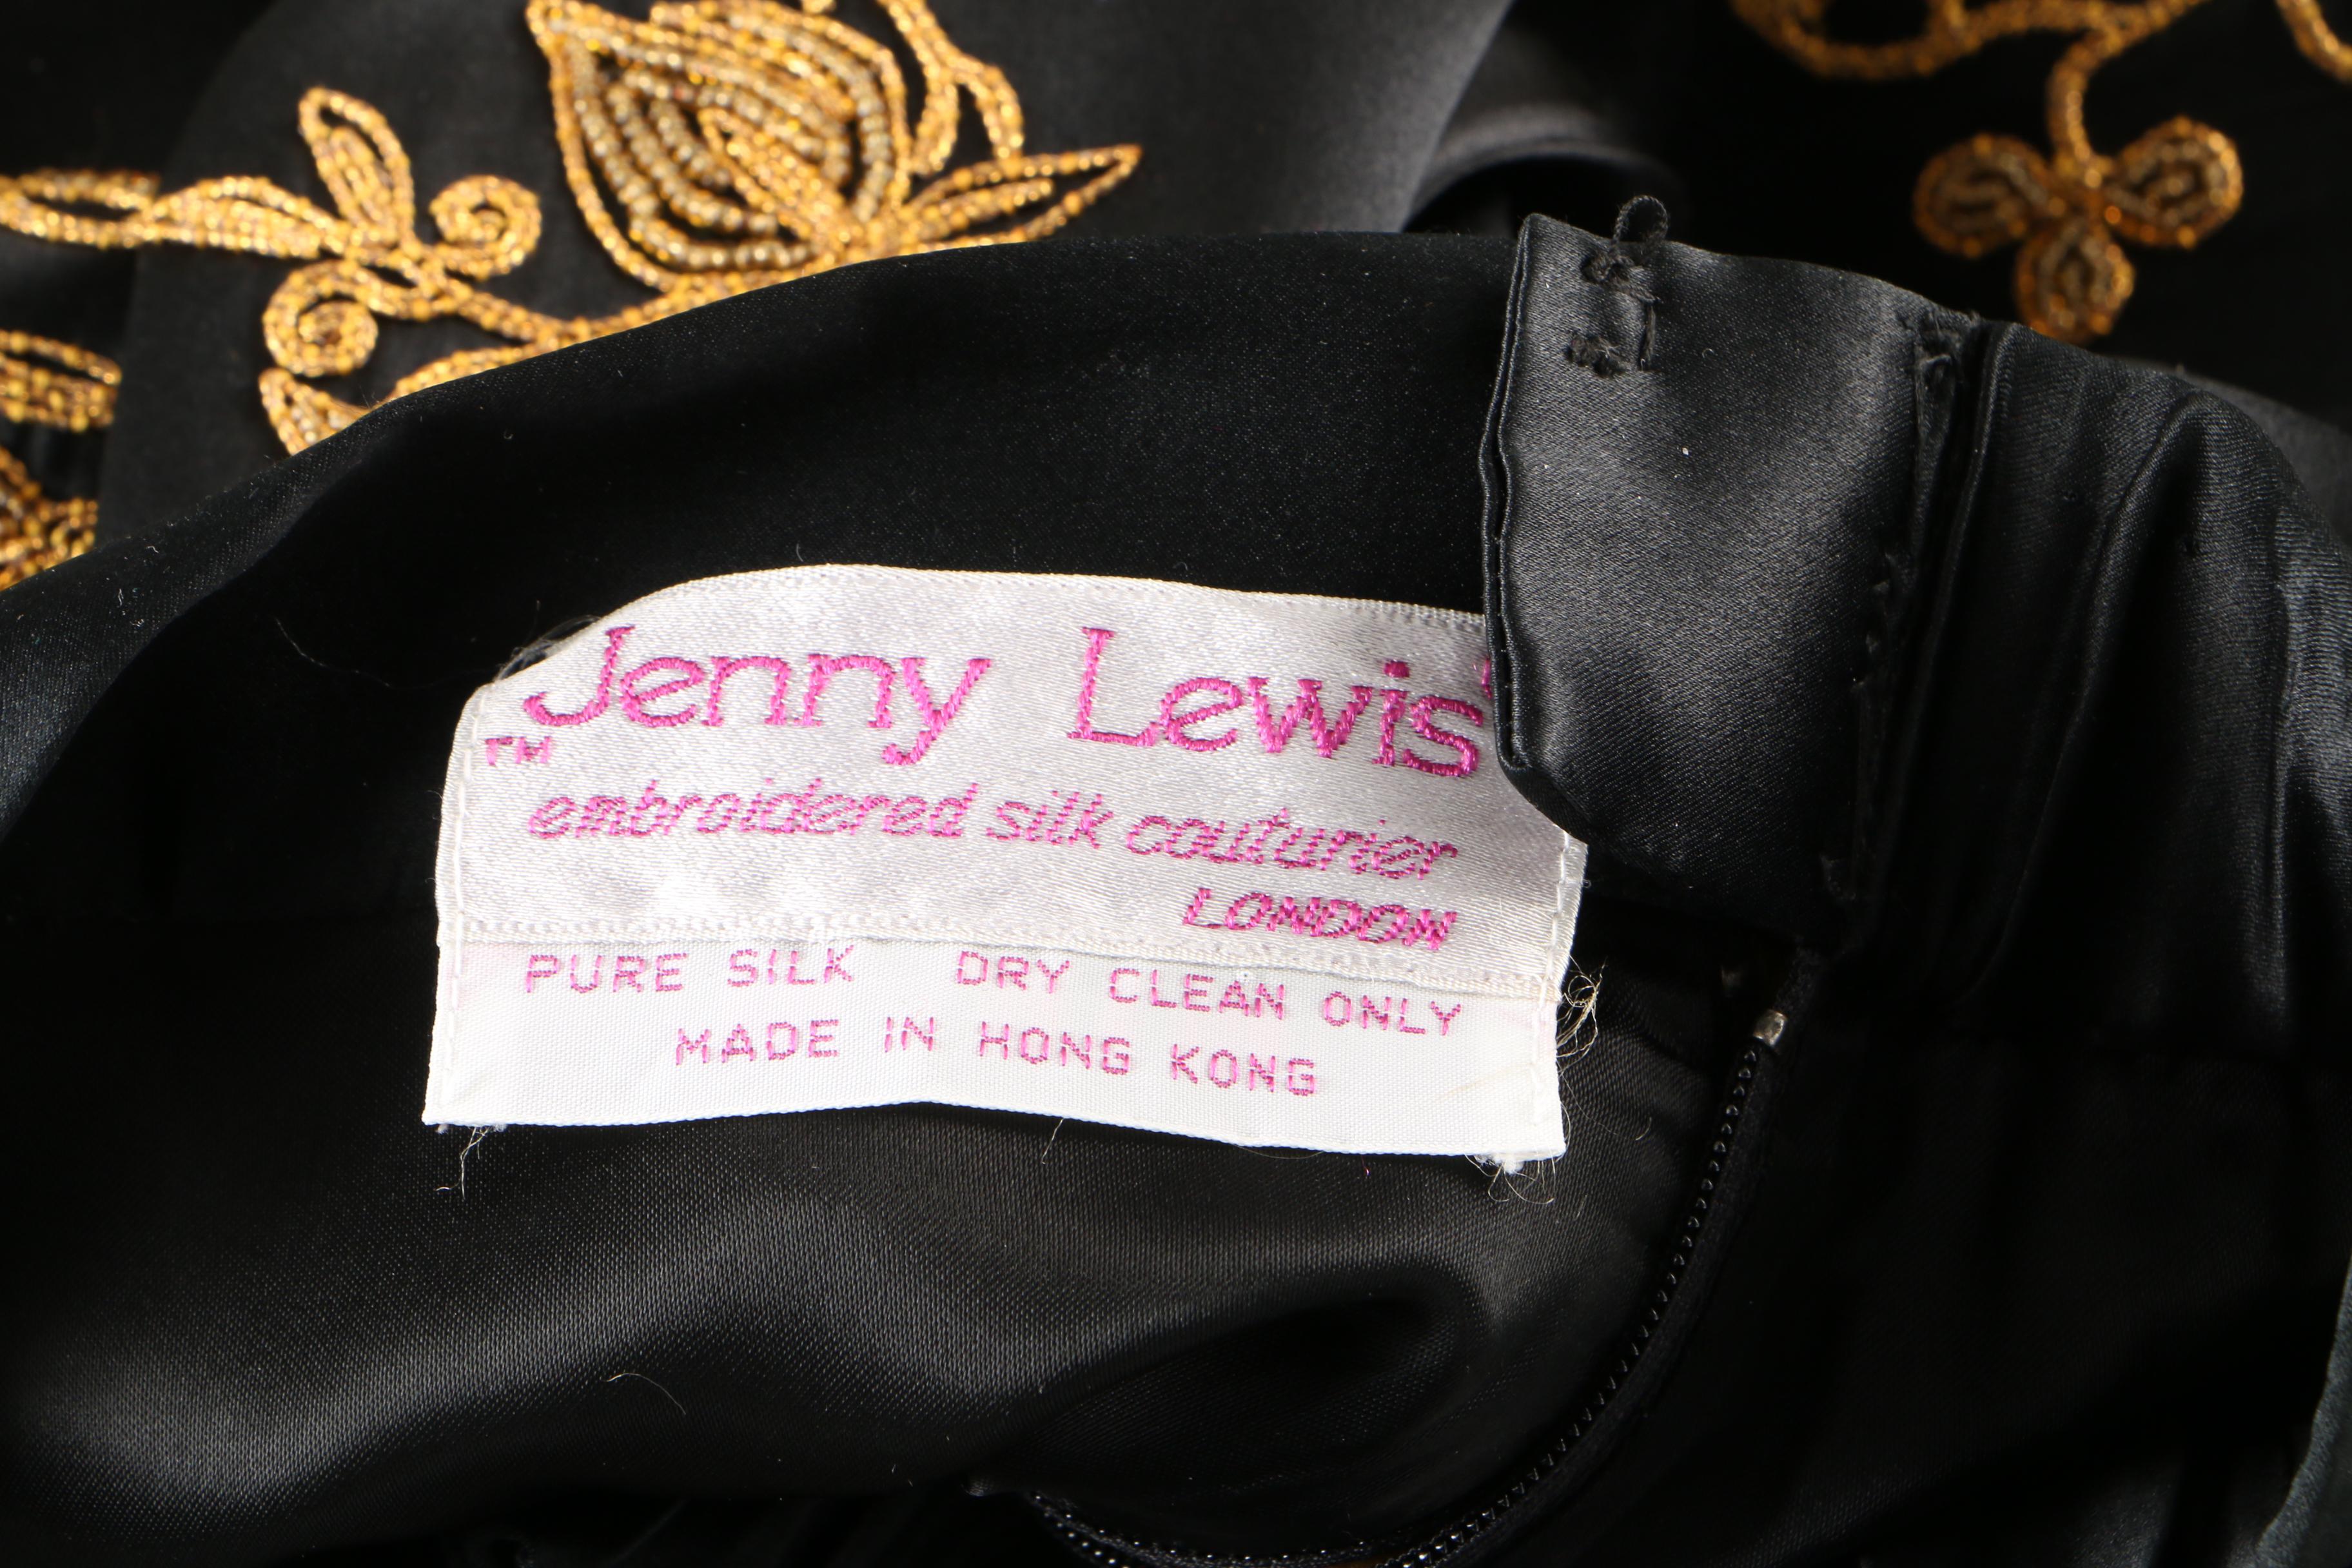 Jenny Lewis
™
embroidered silk couturier
LONDON
PURE SILK DRY CLEAN ONLY
MADE IN HONG KONG